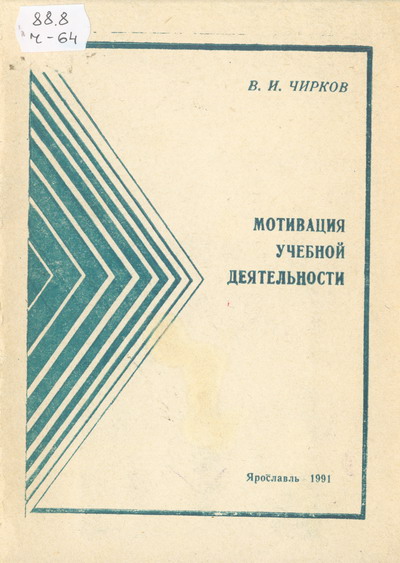 88.8
Ч-64
В. И. ЧИРКОВ
МОТИВАЦИЯ
УЧЕБНОЙ
ДЕЯТЕЛЬНОСТИ
Ярославль 1991